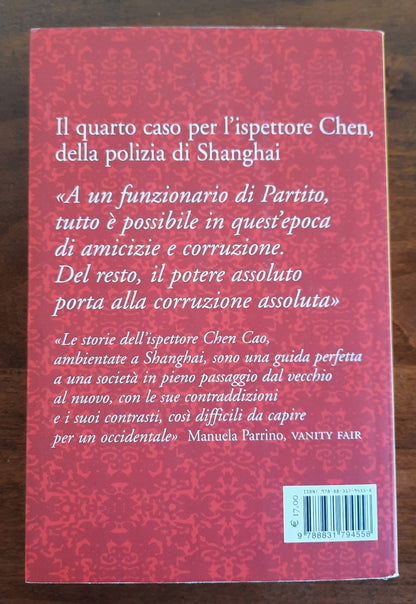 Il quarto caso per l'ispettore Chen,
della polizia di Shanghai
«A un funzionario di Partito,
tutto è possibile in quest'epoca
di amicizie e corruzione.
Del resto, il potere assoluto
porta alla corruzione assoluta»
«Le storie dell'ispettore Chen Cao,
ambientate a Shanghai, sono una guida perfetta
a una società in pieno passaggio dal vecchio
al nuovo, con le sue contraddizioni
e i suoi contrasti, così difficili da capire
per un occidentale» Manuela Parrino, VANITY FAIR
€ 17,00
9 788831 794558